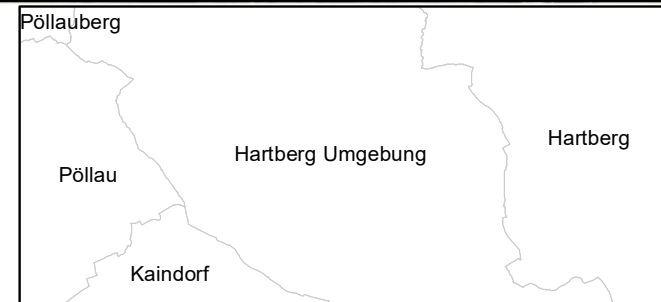 Pöllauberg
Hartberg
Hartberg Umgebung
Pöllau
Kaindorf